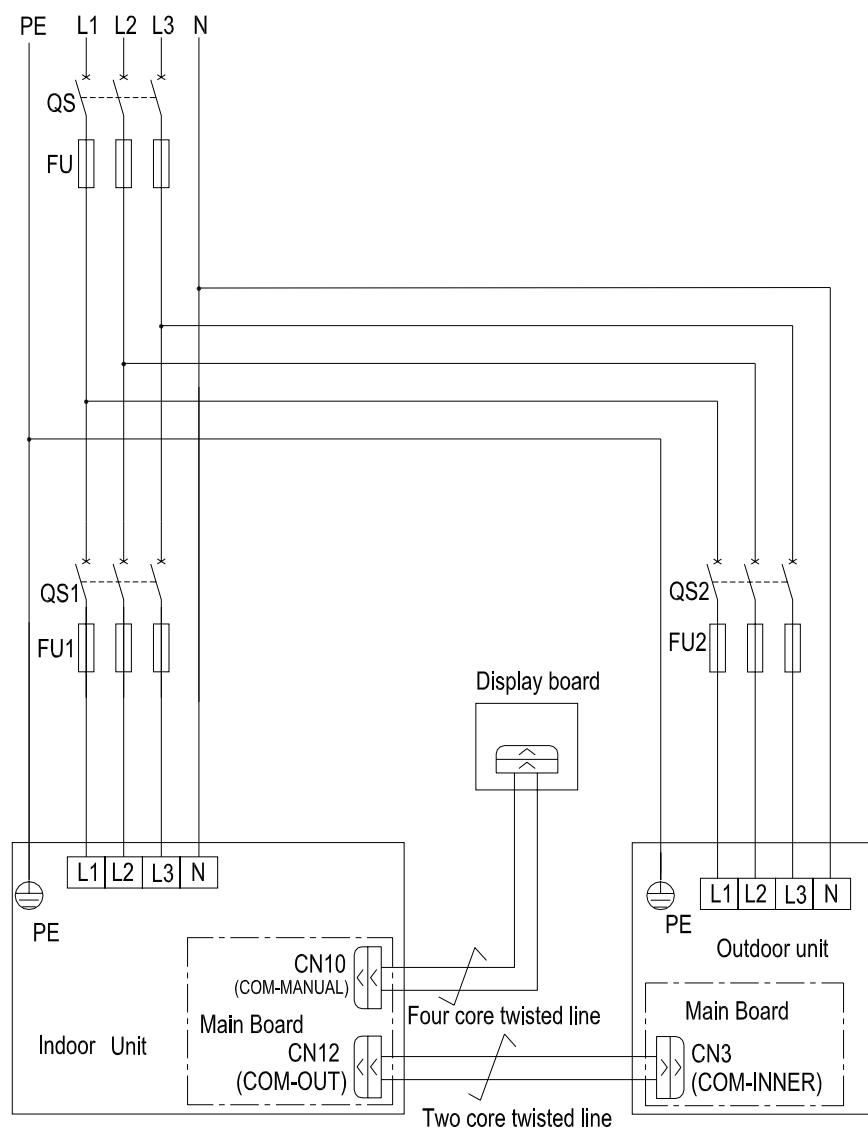 PE L1 L2 L3 N
QS
FU
QS1
QS2
FU1
FU2
Display board
L1 L2 L3 N
PE
L1 L2 L3 N
PE
Outdoor unit
CN10
(COM-MANUAL)
Main Board
Four core twisted line
Main Board
Indoor Unit
CN12
(COM-OUT)
CN3
(COM-INNER)
Two core twisted line